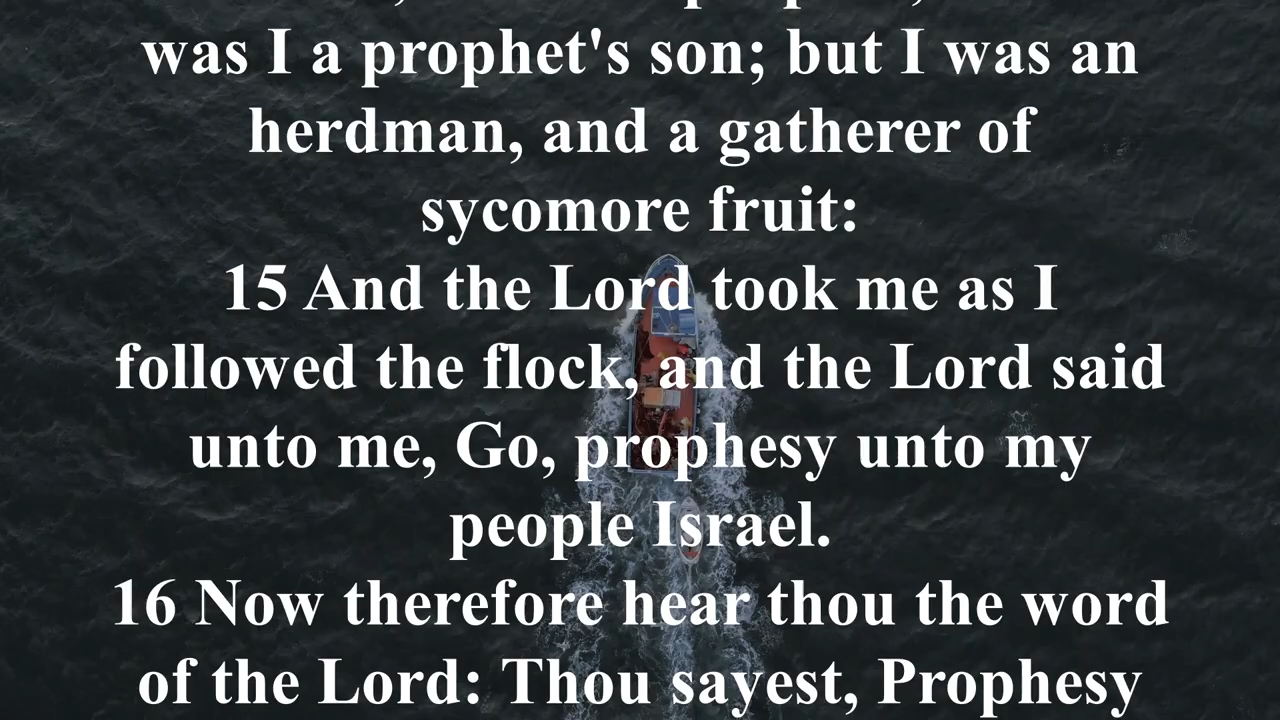 was I a prophet's son; but I was an
herdman, and a gatherer of
sycomore fruit:
15 And the Lord took me as I
followed the flock, and the Lord said
unto me, Go, prophesy unto my
people Israel.
16 Now therefore hear thou the word
of the Lord: Thou sayest, Prophesy